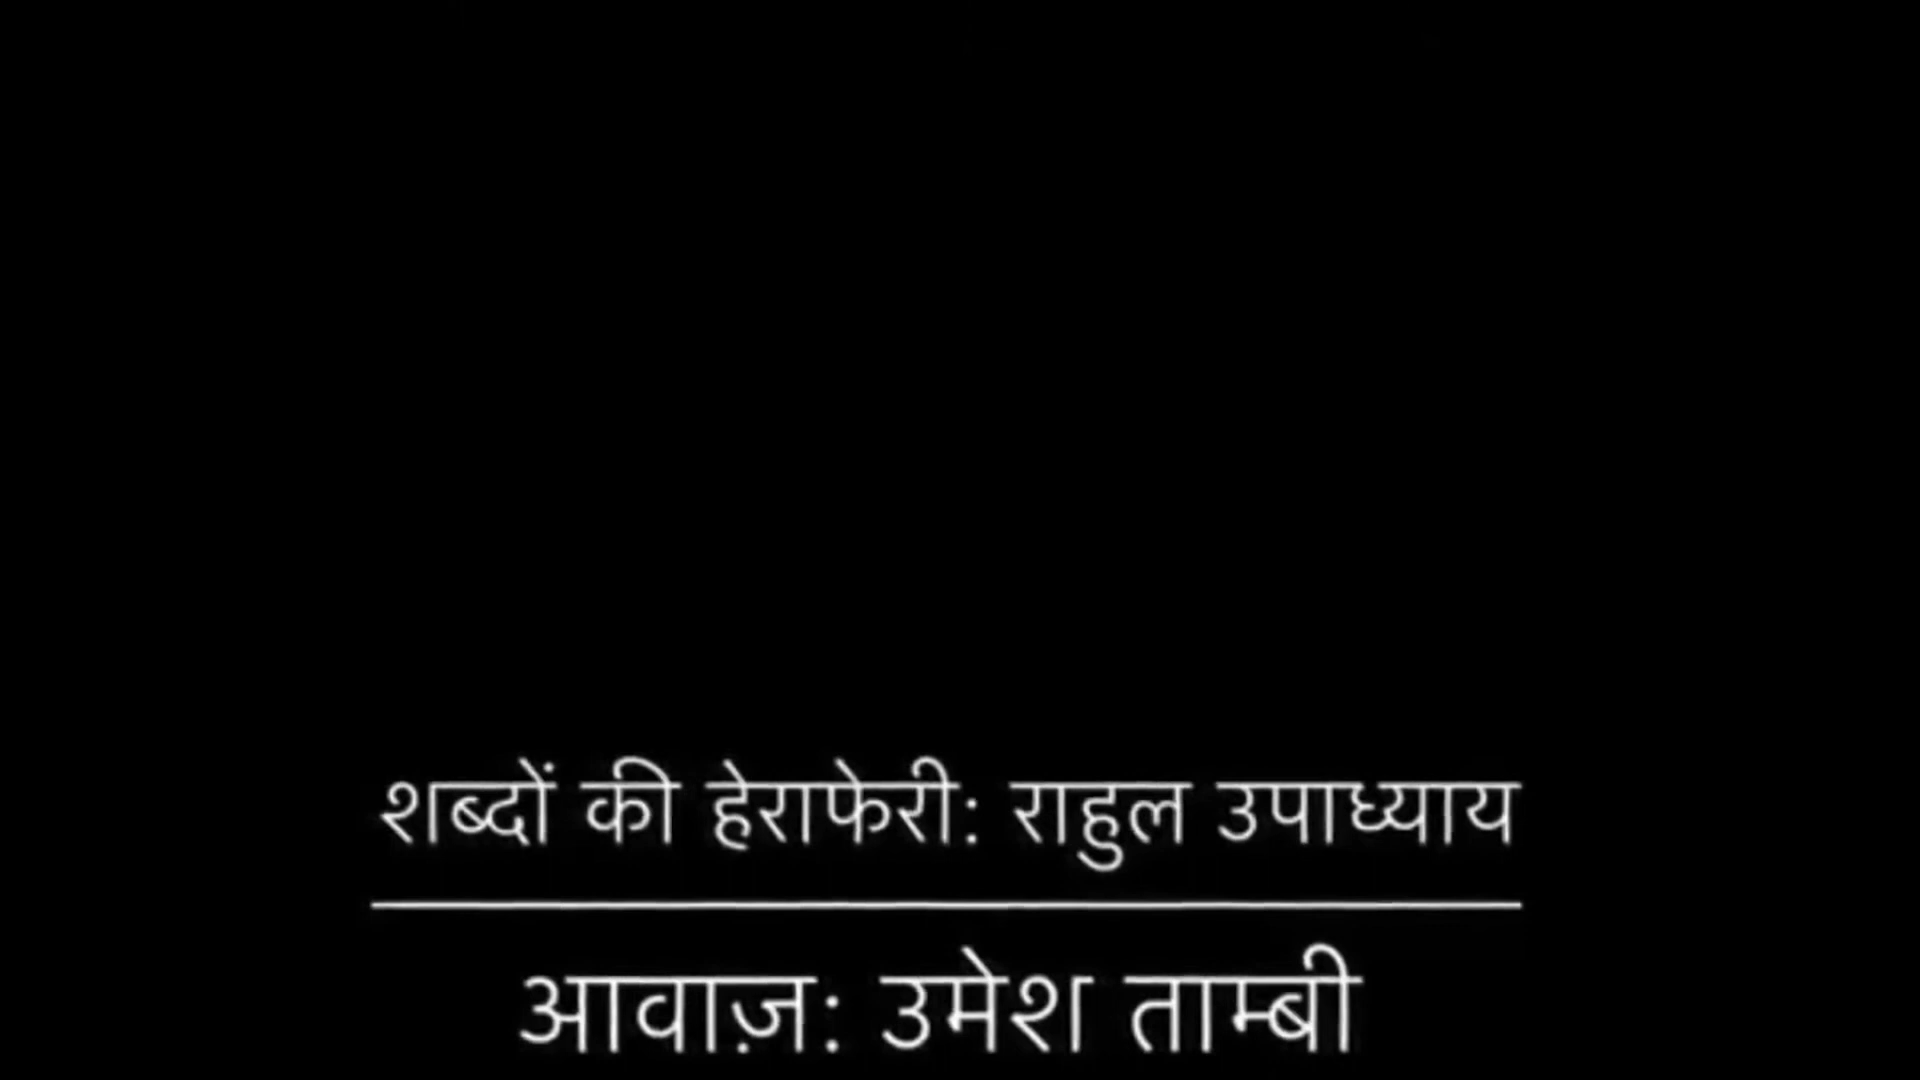 शब्दों की हेराफेरी: राहुल उपाध्याय
आवाज़: उमेश ताम्बी